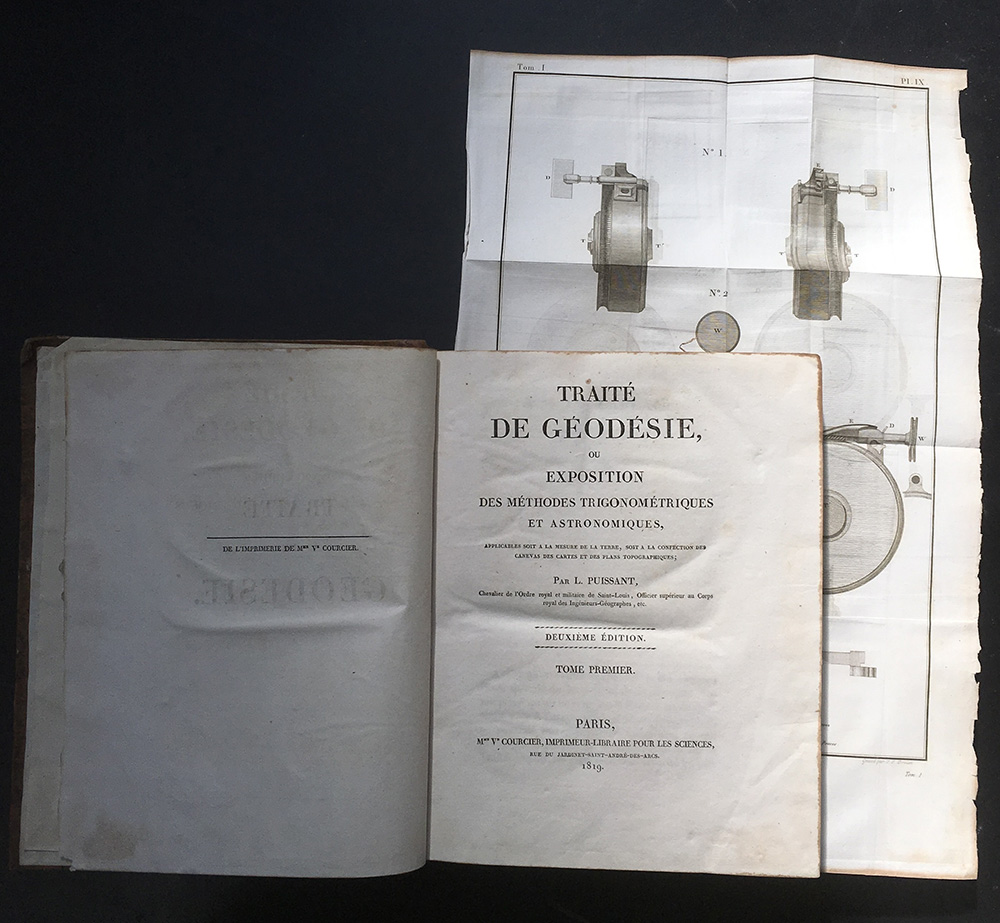 Tom. I
Pl. IX
N° 1.
D
E
D
T
T
T
T
N° 2
W
E
D
W
Tom. I
DE L'IMPRIMERIE DE Mme Ve COURCIER.
TRAITÉ
DE GÉODÉSIE,
OU
EXPOSITION
DES MÉTHODES TRIGONOMÉTRIQUES
ET ASTRONOMIQUES,
APPLICABLES SOIT A LA MESURE DE LA TERRE, SOIT A LA CONFECTION DES
CANEVAS DES CARTES ET DES PLANS TOPOGRAPHIQUES;
PAR L. PUISSANT,
Chevalier de l'Ordre royal et militaire de Saint-Louis, Officier supérieur au Corps
royal des Ingénieurs-Géographes, etc.
DEUXIÈME ÉDITION.
TOME PREMIER.
PARIS,
Mme Ve COURCIER, IMPRIMEUR-LIBRAIRE POUR LES SCIENCES,
RUE DU JARDINET-SAINT-ANDRÉ-DES-ARCS.
1819.